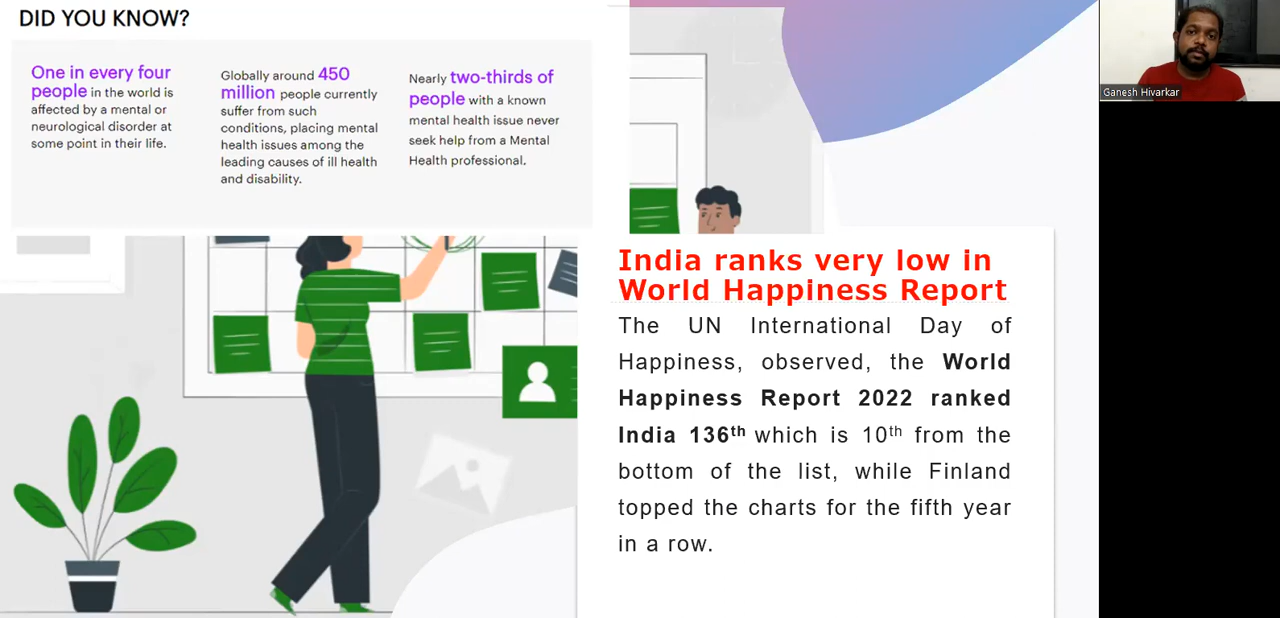 DID YOU KNOW?
One in every four
people in the world is
affected by a mental or
neurological disorder at
some point in their life.
Globally around 450
million people currently
suffer from such
conditions, placing mental
health issues among the
leading causes of ill health
and disability.
Nearly two-thirds of
people with a known
mental health issue never
seek help from a Mental
Health professional.
India ranks very low in
World Happiness Report
The UN International Day of
Happiness, observed, the World
Happiness Report 2022 ranked
India 136th which is 10th from the
bottom of the list, while Finland
topped the charts for the fifth year
in a row.
Ganesh Hivarkar